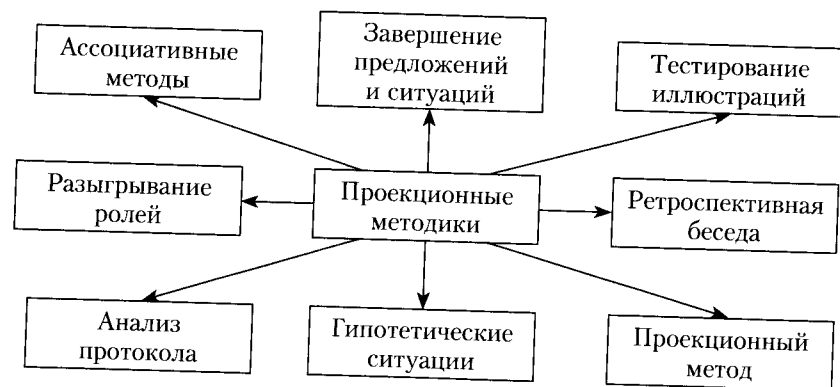 Ассоциативные
методы
Завершение
предложений
и ситуаций
Тестирование
иллюстраций
Разыгрывание
ролей
Проекционные
методики
Ретроспективная
беседа
Анализ
протокола
Гипотетические
ситуации
Проекционный
метод